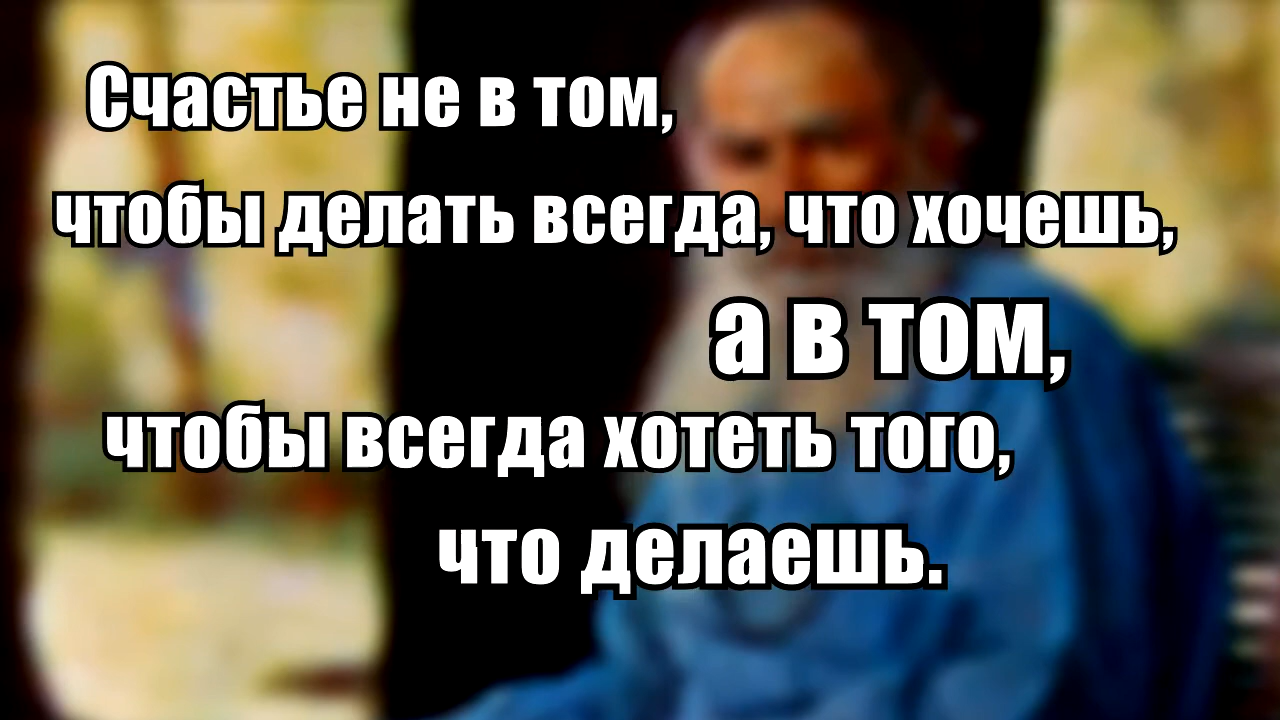 Счастье не в том,
чтобы делать всегда, что хочешь,
а в том,
чтобы всегда хотеть того,
что делаешь.